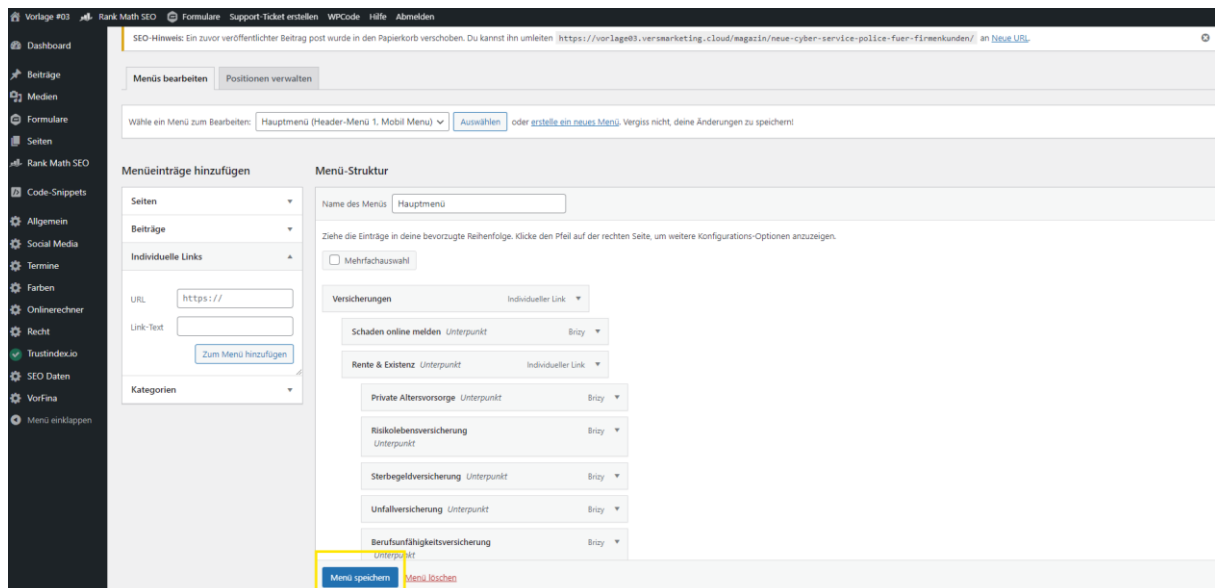 Vorlage #03 Rank Math SEO Formulare Support-Ticket erstellen WPCode Hilfe Abmelden
Dashboard
Beiträge
Medien
Formulare
Seiten
Rank Math SEO
Code-Snippets
Allgemein
Social Media
Termine
Farben
Onlinerechner
Recht
Trustindex.io
SEO Daten
VorFina
Menü einklappen
SEO-Hinweis: Ein zuvor veröffentlichter Beitrag post wurde in den Papierkorb verschoben. Du kannst ihn umleiten https://vorlage03.versmarketing.cloud/magazin/neue-cyber-service-police-fuer-firmenkunden/ an Neue URL.
Menüs bearbeiten Positionen verwalten
Wähle ein Menü zum Bearbeiten: Hauptmenü (Header-Menü 1. Mobil Menu) Auswählen oder erstelle ein neues Menü. Vergiss nicht, deine Änderungen zu speichern!
Menüeinträge hinzufügen
Seiten
Beiträge
Individuelle Links
URL https://
Link-Text
Zum Menü hinzufügen
Kategorien
Menü-Struktur
Name des Menüs Hauptmenü
Ziehe die Einträge in deine bevorzugte Reihenfolge. Klicke den Pfeil auf der rechten Seite, um weitere Konfigurations-Optionen anzuzeigen.
Mehrfachauswahl
Versicherungen Individueller Link
Schaden online melden Unterpunkt Brizy
Rente & Existenz Unterpunkt Individueller Link
Private Altersvorsorge Unterpunkt Brizy
Risikolebensversicherung Brizy
Unterpunkt
Sterbegeldversicherung Unterpunkt Brizy
Unfallversicherung Unterpunkt Brizy
Berufsunfähigkeitsversicherung Brizy
Unterpunkt
Menü speichern Menü löschen